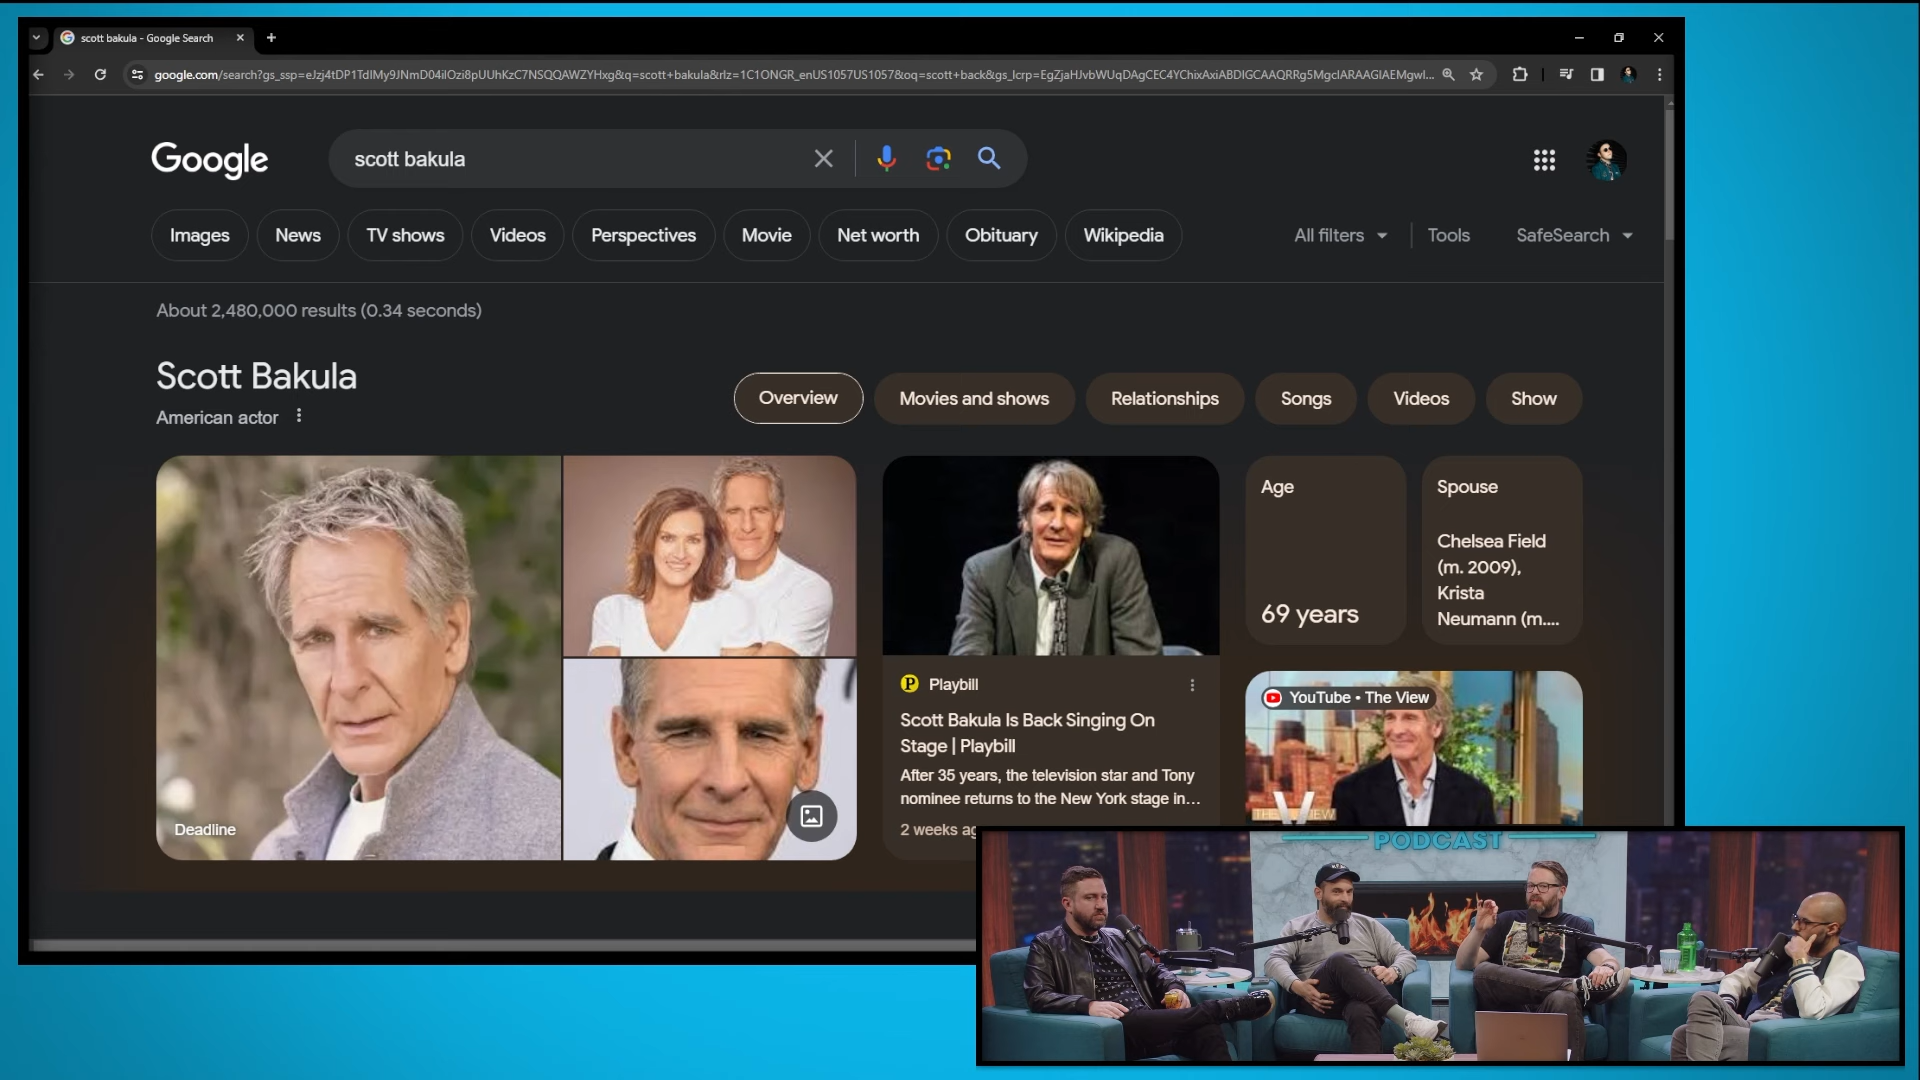 scott bakula - Google Search
google.com/search?gs_ssp=eJzj4tDP1TdIMy9JNmD04ilOzi8pUUhKzC7NSQQAWZYHxg&q=scott+bakula&rlz=1C1ONGR_enUS1057US1057&oq=scott+back&gs_lcrp=EgZjaHJvbWUqDAgCEC4YChixAxiABDIGCAAQRRg5MgcIARAAGIAEMgwI...
Google
scott bakula
Images News TV shows Videos Perspectives Movie Net worth Obituary Wikipedia All filters Tools SafeSearch
About 2,480,000 results (0.34 seconds)
Scott Bakula
American actor
Overview Movies and shows Relationships Songs Videos Show
Deadline
P Playbill
Scott Bakula Is Back Singing On
Stage | Playbill
After 35 years, the television star and Tony
nominee returns to the New York stage in...
2 weeks ag
Age
69 years
Spouse
Chelsea Field
(m. 2009),
Krista
Neumann (m....
YouTube • The View
THE VIEW
PODCAST